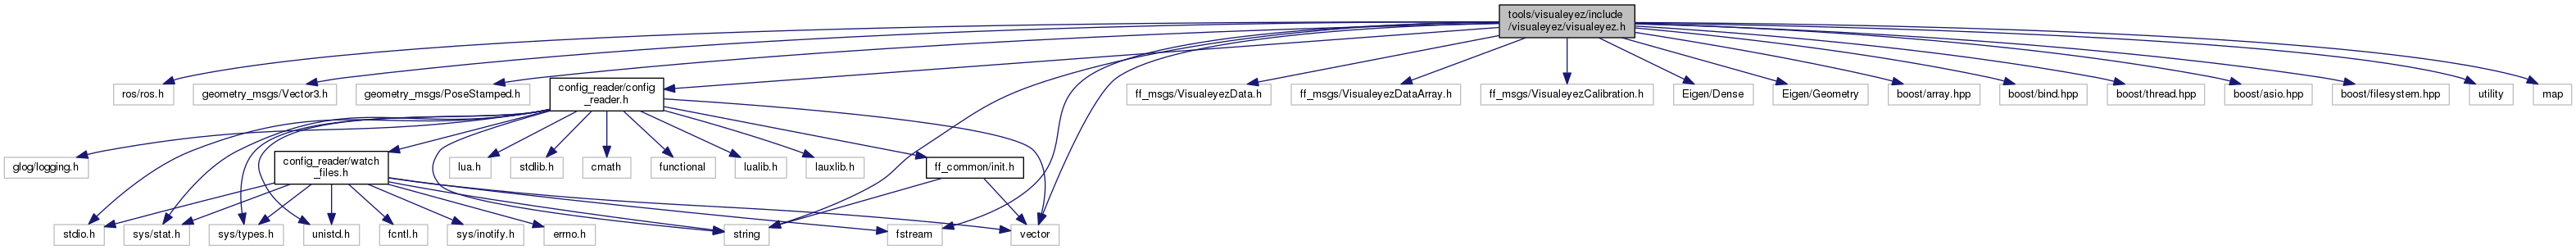 tools/visualeyez/include
/visualeyez/visualeyez.h
ros/ros.h
geometry_msgs/Vector3.h
geometry_msgs/PoseStamped.h
config_reader/config
_reader.h
ff_msgs/VisualeyezData.h
ff_msgs/VisualeyezDataArray.h
ff_msgs/VisualeyezCalibration.h
Eigen/Dense
Eigen/Geometry
boost/array.hpp
boost/bind.hpp
boost/thread.hpp
boost/asio.hpp
boost/filesystem.hpp
utility
map
glog/logging.h
config_reader/watch
_files.h
lua.h
stdlib.h
cmath
functional
lualib.h
lauxlib.h
ff_common/init.h
stdio.h
sys/stat.h
sys/types.h
unistd.h
fcntl.h
sys/inotify.h
errno.h
string
fstream
vector